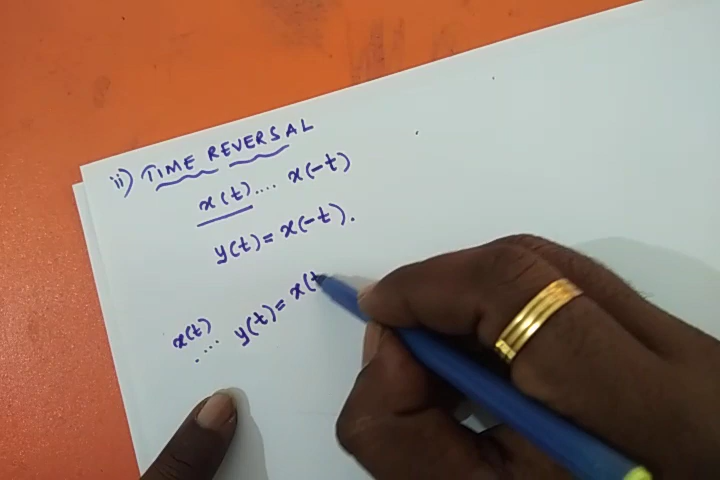 ii) TIME REVERSAL
x(t).... x(-t)
y(t)= x(-t).
x(t).... y(t)= x(t